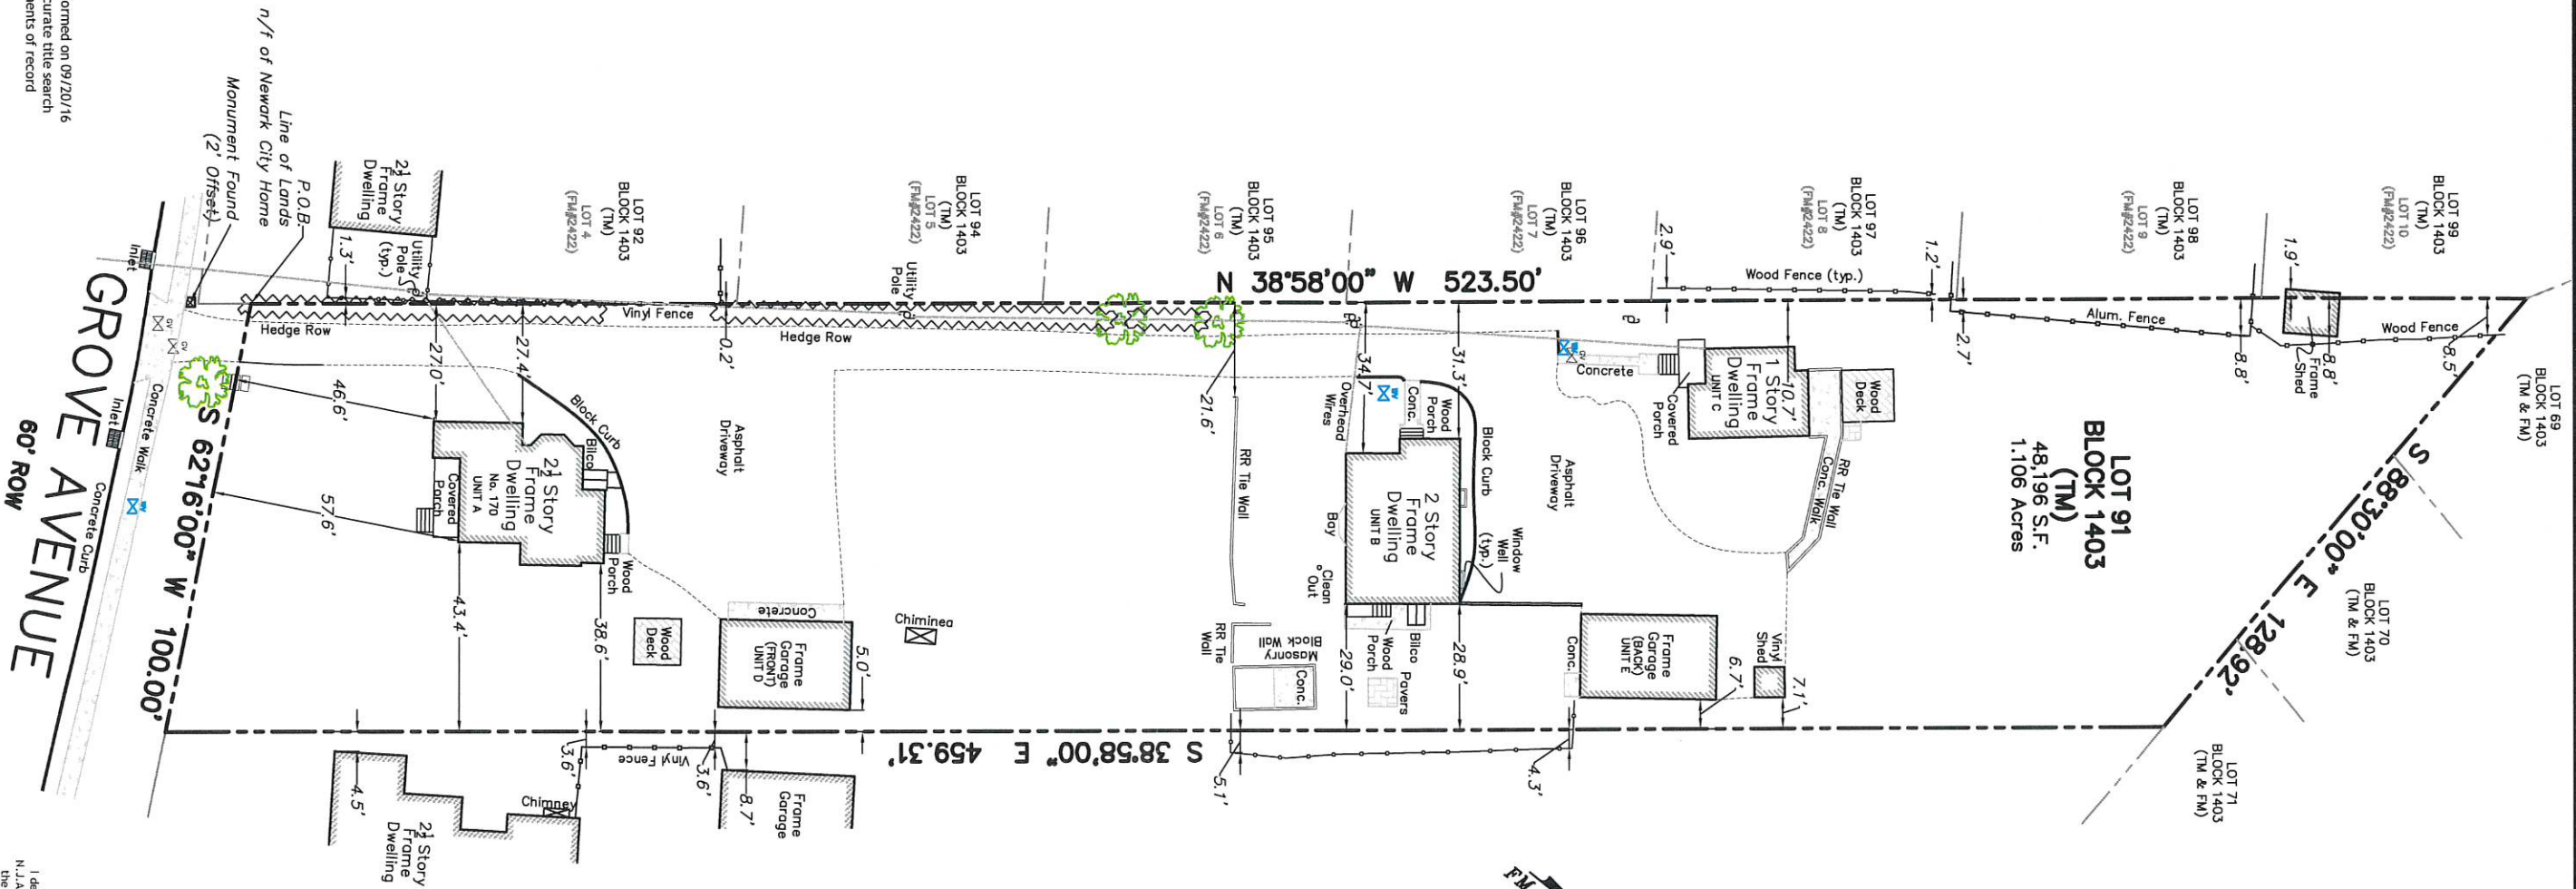 ormed on 09/20/16
curate title search
ents of record
n/f of Newark City Home
Line of Lands
P.O.B.
Monument Found
(2' Offset)
Inlet
GROVE AVENUE
60' ROW
Inlet
Concrete Walk
Concrete Curb
GV
GV
WV
S 62°16'00" W 100.00'
2½ Story
Frame
Dwelling
1.3'
Utility
Pole
(typ.)
LOT 92
BLOCK 1403
(TM)
LOT 4
(FM#2422)
LOT 94
BLOCK 1403
(TM)
LOT 5
(FM#2422)
LOT 95
BLOCK 1403
(TM)
LOT 6
(FM#2422)
LOT 96
BLOCK 1403
(TM)
LOT 7
(FM#2422)
LOT 97
BLOCK 1403
(TM)
LOT 8
(FM#2422)
LOT 98
BLOCK 1403
(TM)
LOT 9
(FM#2422)
LOT 99
BLOCK 1403
(TM)
LOT 10
(FM#2422)
LOT 69
BLOCK 1403
(TM & FM)
LOT 70
BLOCK 1403
(TM & FM)
LOT 71
BLOCK 1403
(TM & FM)
N 38°58'00" W 523.50'
Utility
Pole
Hedge Row
Vinyl Fence
Hedge Row
0.2'
27.0'
27.4'
46.6'
57.6'
Block Curb
Bilco
2½ Story
Frame
Dwelling
No. 170
UNIT A
Covered
Porch
Wood
Porch
43.4'
38.6'
Wood
Deck
Asphalt
Driveway
Concrete
Frame
Garage
(FRONT)
UNIT D
5.0'
Chiminea
21.6'
RR Tie Wall
RR Tie
Wall
Masonry
Block Wall
Conc.
34.7'
31.3'
Overhead
Wires
WV
Conc.
Wood
Porch
Block Curb
2 Story
Frame
Dwelling
UNIT B
Bay
Clean
Out
Window
Well
(typ.)
Wood
Porch
Bilco
Pavers
29.0'
28.9'
Asphalt
Driveway
WV
GV
Concrete
Covered
Porch
1 Story
Frame
Dwelling
UNIT C
10.7'
Wood
Deck
RR Tie Wall
Conc. Walk
Conc.
Frame
Garage
(BACK)
UNIT E
6.7'
Vinyl
Shed
7.1'
2.9'
Wood Fence (typ.)
1.2'
2.7'
Alum. Fence
8.8'
1.9'
8.8'
Frame
Shed
Wood Fence
8.5'
LOT 91
BLOCK 1403
(TM)
48,196 S.F.
1.106 Acres
S 88°30'00" E 128.92'
S 38°58'00" E 459.31'
3.6'
Vinyl Fence
3.6'
8.7'
Frame
Garage
Chimney
4.5'
2½ Story
Frame
Dwelling
5.1'
4.3'
FM
I de
N.J.A
the